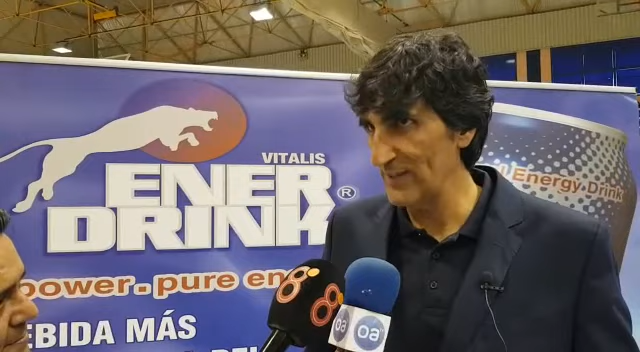 VITALIS
ENER
DRINK ®
power.pure en
EBIDA MÁS
Energy Drink
8 8
oa oa